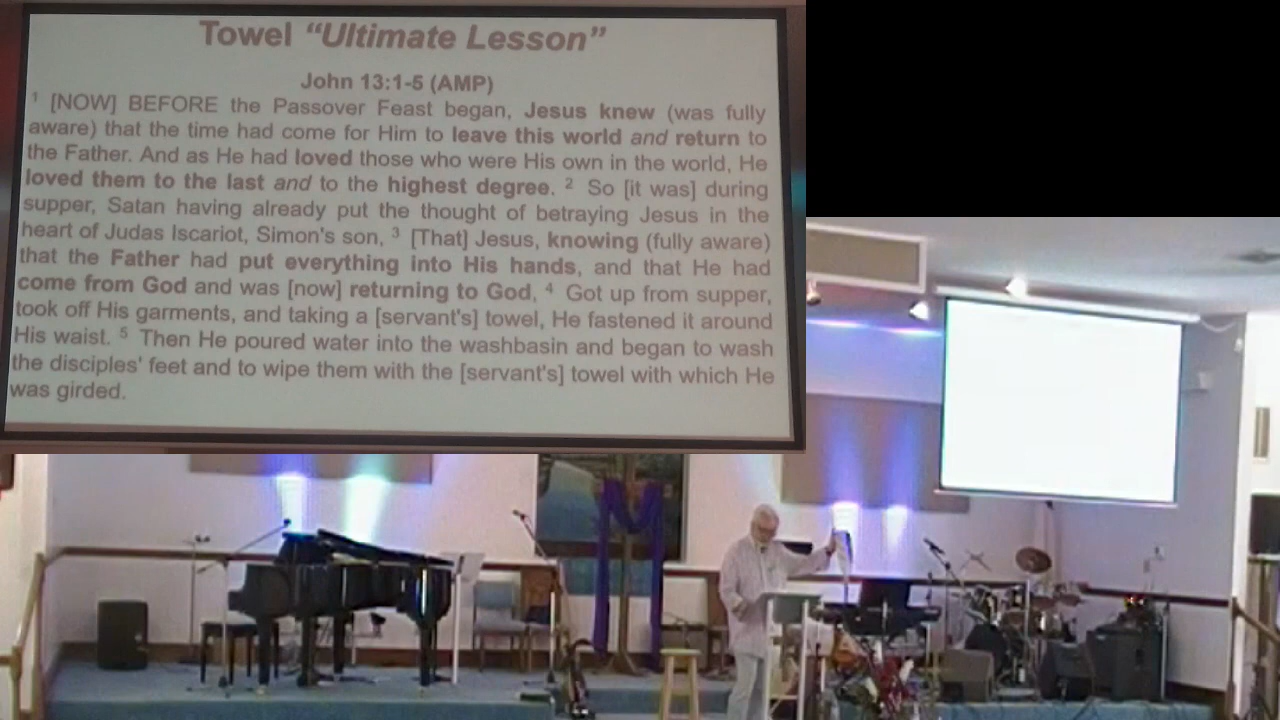 Towel “Ultimate Lesson”
John 13:1-5 (AMP)
1 [NOW] BEFORE the Passover Feast began, Jesus knew (was fully
aware) that the time had come for Him to leave this world and return to
the Father. And as He had loved those who were His own in the world, He
loved them to the last and to the highest degree. 2 So [it was] during
supper, Satan having already put the thought of betraying Jesus in the
heart of Judas Iscariot, Simon's son, 3 [That] Jesus, knowing (fully aware)
that the Father had put everything into His hands, and that He had
come from God and was [now] returning to God, 4 Got up from supper,
took off His garments, and taking a [servant's] towel, He fastened it around
His waist. 5 Then He poured water into the washbasin and began to wash
the disciples' feet and to wipe them with the [servant's] towel with which He
was girded.